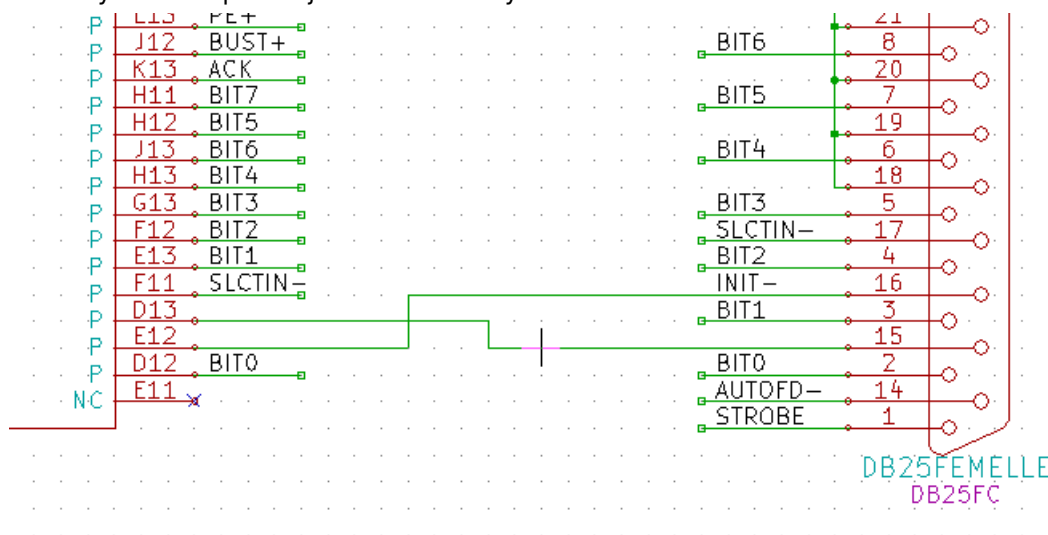 P L13 PE+ 21
P J12 BUST+ BIT6 8
P K13 ACK 20
P H11 BIT7 BIT5 7
P H12 BIT5 19
P J13 BIT6 BIT4 6
P H13 BIT4 18
P G13 BIT3 BIT3 5
P F12 BIT2 SLCTIN- 17
P E13 BIT1 BIT2 4
P F11 SLCTIN- INIT- 16
P D13 BIT1 3
P E12 15
P D12 BIT0 BIT0 2
NC E11 AUTOFD- 14
STROBE 1
DB25FEMELLE
DB25FC